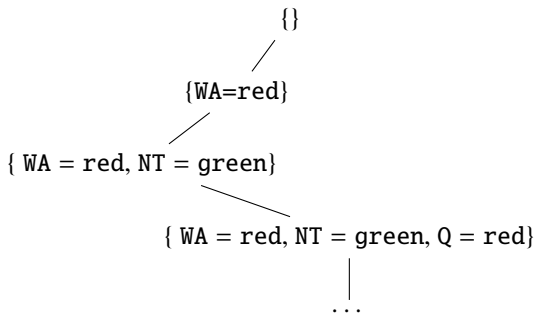 {}
{WA=red}
{ WA = red, NT = green}
{ WA = red, NT = green, Q = red}
...